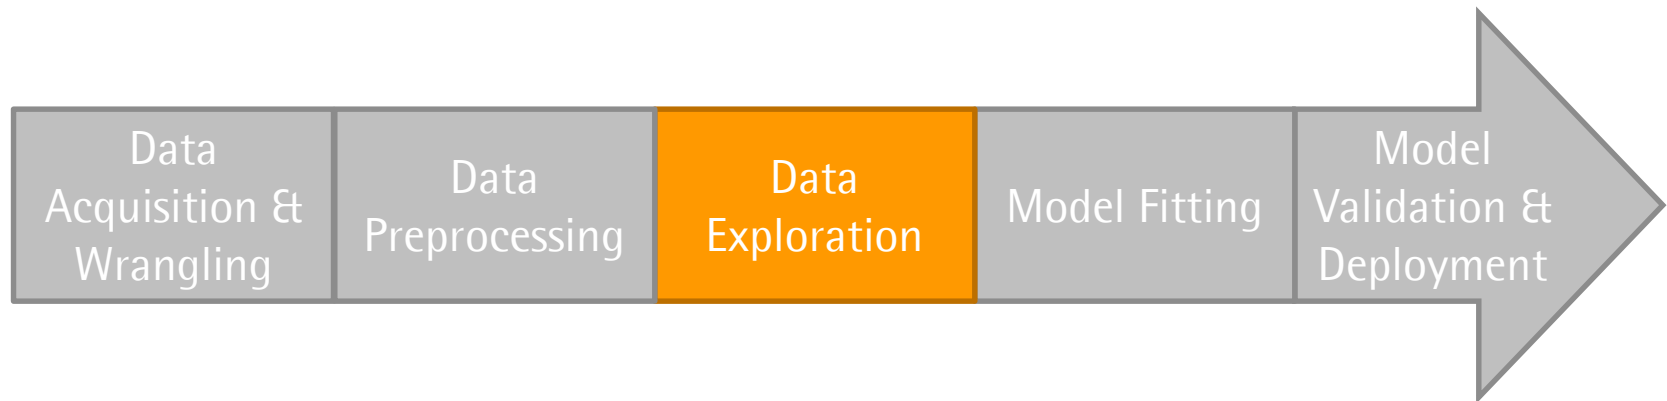 Data
Acquisition &
Wrangling
Data
Preprocessing
Data
Exploration
Model Fitting
Model
Validation &
Deployment